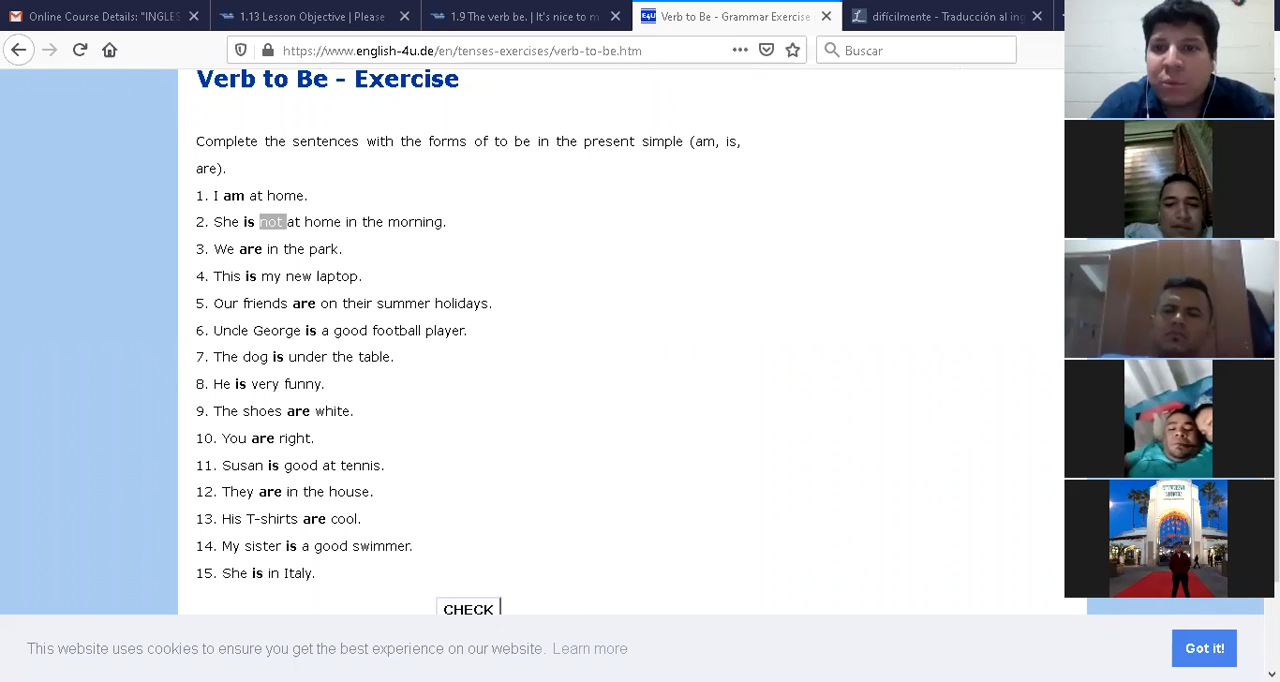 Online Course Details: "INGLES
1.13 Lesson Objective | Please
1.9 The verb be. | It's nice to m
Verb to Be - Grammar Exercise
difícilmente - Traducción al ing
https://www.english-4u.de/en/tenses-exercises/verb-to-be.htm
Buscar
Verb to Be - Exercise
Complete the sentences with the forms of to be in the present simple (am, is,
are).
1. I am at home.
2. She is not at home in the morning.
3. We are in the park.
4. This is my new laptop.
5. Our friends are on their summer holidays.
6. Uncle George is a good football player.
7. The dog is under the table.
8. He is very funny.
9. The shoes are white.
10. You are right.
11. Susan is good at tennis.
12. They are in the house.
13. His T-shirts are cool.
14. My sister is a good swimmer.
15. She is in Italy.
CHECK
This website uses cookies to ensure you get the best experience on our website. Learn more
Got it!